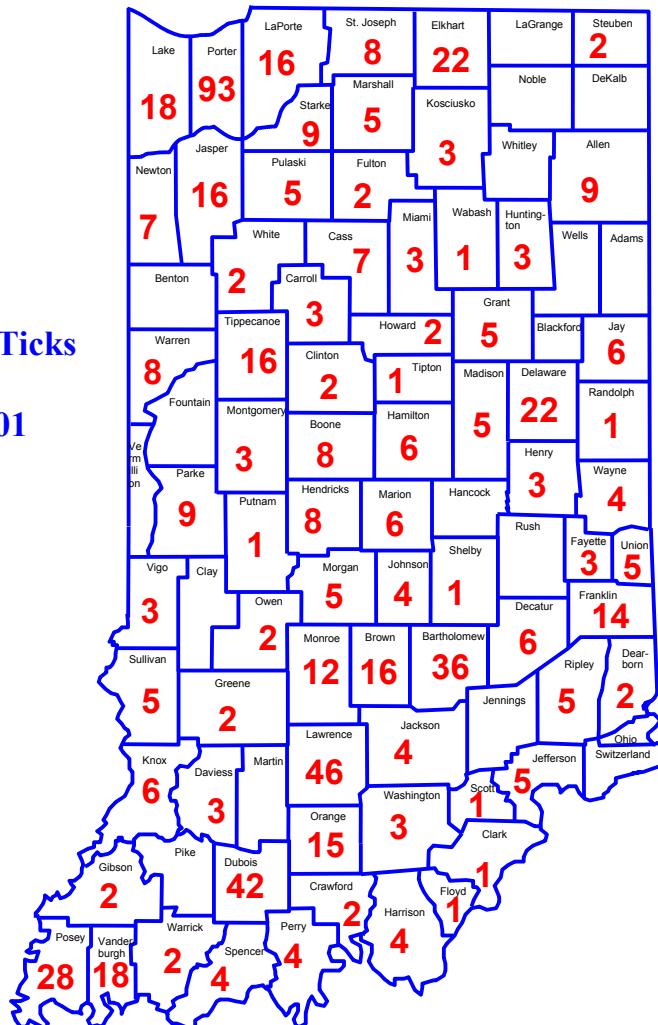 LaPorte
16
St. Joseph
8
Elkhart
22
LaGrange
Steuben
2
Lake
18
Porter
93
Noble
DeKalb
Starke
9
Marshall
5
Kosciusko
3
Whitley
Allen
9
Newton
7
Jasper
16
Pulaski
5
Fulton
2
White
2
Cass
7
Miami
3
Wabash
1
Hunting-
ton
3
Wells
Adams
Benton
Carroll
3
Grant
5
Ticks
01
Warren
8
Tippecanoe
16
Howard
2
Blackford
Jay
6
Clinton
2
Tipton
1
Madison
5
Delaware
22
Randolph
1
Fountain
Montgomery
3
Boone
8
Hamilton
6
Henry
3
Wayne
4
Ve
rm
illi
on
Parke
9
Putnam
1
Hendricks
8
Marion
6
Hancock
Rush
Fayette
3
Union
5
Vigo
3
Clay
Owen
2
Morgan
5
Johnson
4
Shelby
1
Decatur
6
Franklin
14
Sullivan
5
Greene
2
Monroe
12
Brown
16
Bartholomew
36
Jennings
Ripley
5
Dear-
born
2
Ohio
Switzerland
Jefferson
5
Knox
6
Daviess
3
Martin
Lawrence
46
Jackson
4
Scott
1
Washington
3
Orange
15
Clark
1
Gibson
2
Pike
Dubois
42
Crawford
2
Harrison
4
Floyd
1
Posey
28
Vander
burgh
18
Warrick
2
Spencer
4
Perry
4